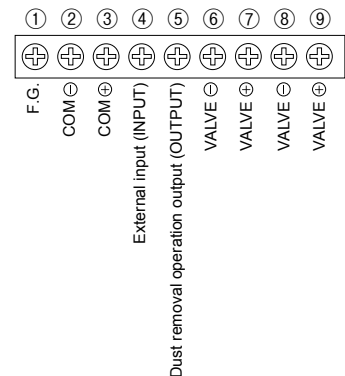 ① ② ③ ④ ⑤ ⑥ ⑦ ⑧ ⑨
F.G.
COM ⊖
COM ⊕
External input (INPUT)
Dust removal operation output (OUTPUT)
VALVE ⊖
VALVE ⊕
VALVE ⊖
VALVE ⊕